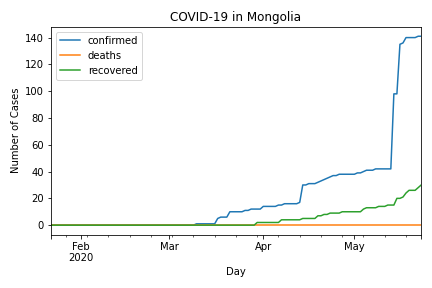 COVID-19 in Mongolia
confirmed
deaths
recovered
Number of Cases
140
120
100
80
60
40
20
0
Feb
2020
Mar
Apr
May
Day